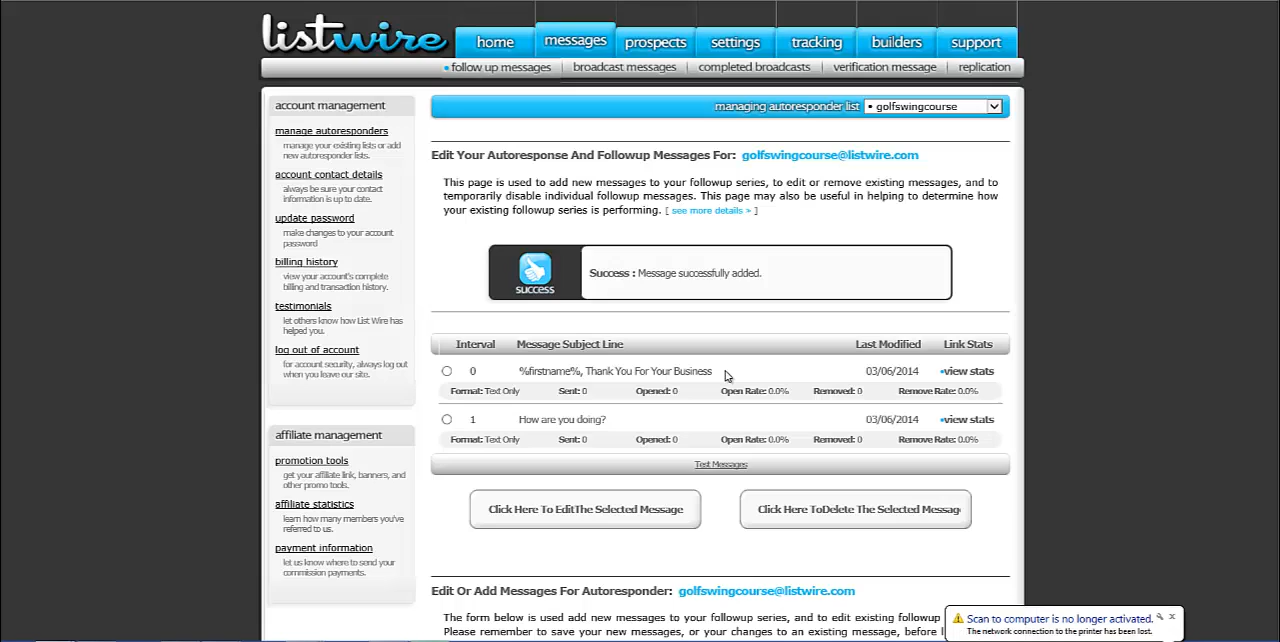 listwire
home messages prospects settings tracking builders support
• follow up messages broadcast messages completed broadcasts verification message replication
account management
manage autoresponders
manage your existing lists or add
new autoresponder lists.
account contact details
always be sure your contact
information is up to date.
update password
make changes to your account
password
billing history
view your account's complete
billing and transaction history.
testimonials
let others know how List Wire has
helped you.
log out of account
for account security, always log out
when you leave our site.
affiliate management
promotion tools
get your affiliate link, banners, and
other promo tools.
affiliate statistics
learn how many members you've
referred to us.
payment information
let us know where to send your
commission payments.
managing autoresponder list • golfswingcourse
Edit Your Autoresponse And Followup Messages For: golfswingcourse@listwire.com
This page is used to add new messages to your followup series, to edit or remove existing messages, and to
temporarily disable individual followup messages. This page may also be useful in helping to determine how
your existing followup series is performing. [ see more details > ]
success
Success : Message successfully added.
Interval Message Subject Line Last Modified Link Stats
0 %firstname%, Thank You For Your Business 03/06/2014 •view stats
Format: Text Only Sent: 0 Opened: 0 Open Rate: 0.0% Removed: 0 Remove Rate: 0.0%
1 How are you doing? 03/06/2014 •view stats
Format: Text Only Sent: 0 Opened: 0 Open Rate: 0.0% Removed: 0 Remove Rate: 0.0%
Test Messages
Click Here To EditThe Selected Message Click Here ToDelete The Selected Messag
Edit Or Add Messages For Autoresponder: golfswingcourse@listwire.com
The form below is used added new messages to your followup series, and to edit existing followup
Please remember to save your new messages, or your changes to an existing message, before l
Scan to computer is no longer activated.
The network connection to the printer has been lost.